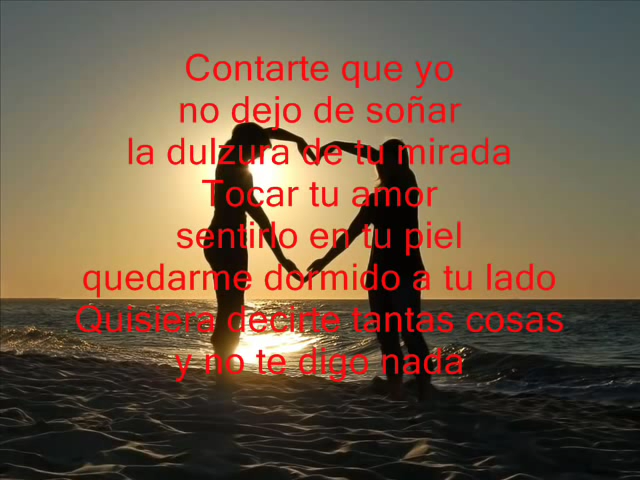 Contarte que yo
no dejo de soñar
la dulzura de tu mirada
Tocar tu amor
sentirlo en tu piel
quedarme dormido a tu lado
Quisiera decirte tantas cosas
y no te digo nada